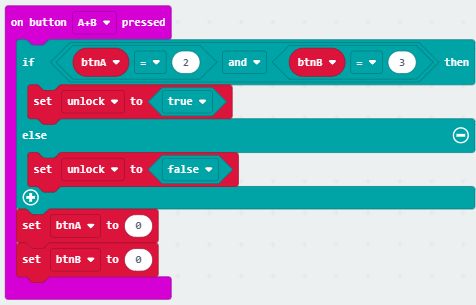 on button A+B pressed
if btnA = 2 and btnB = 3 then
set unlock to true
else
set unlock to false
set btnA to 0
set btnB to 0